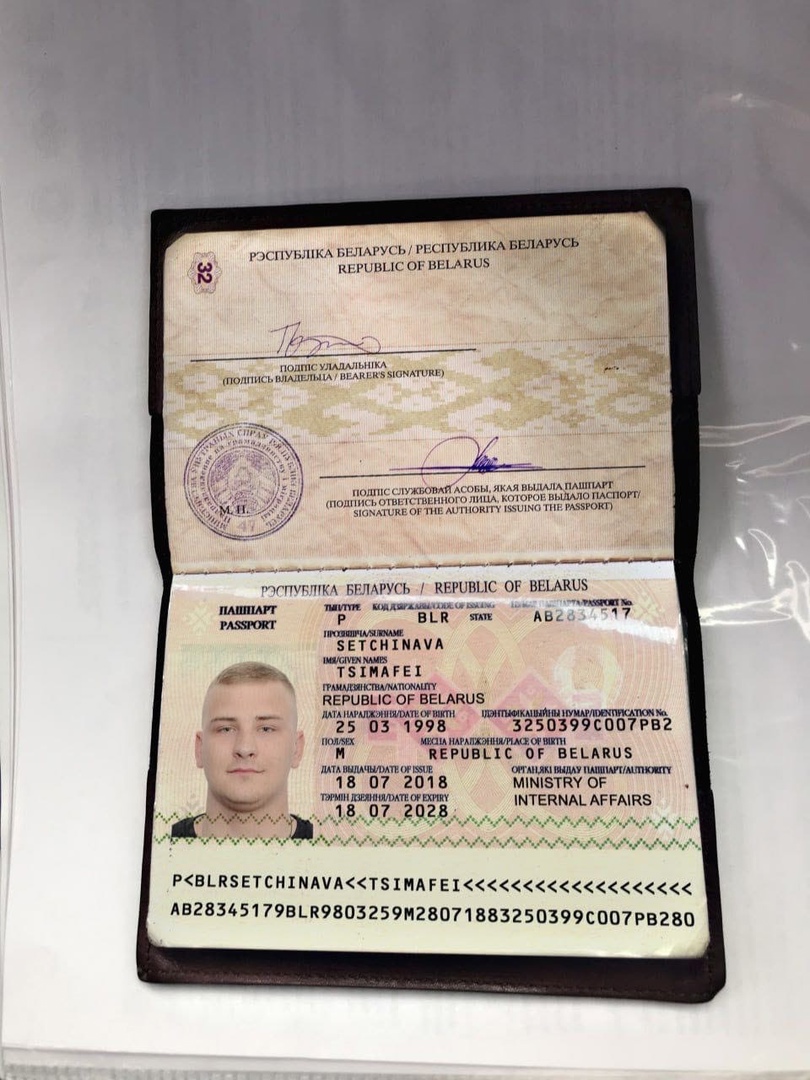 32
РЭСПУБЛІКА БЕЛАРУСЬ / РЕСПУБЛИКА БЕЛАРУСЬ
REPUBLIC OF BELARUS
ПОДПІС УЛАДАЛЬНІКА
(ПОДПИСЬ ВЛАДЕЛЬЦА / BEARER'S SIGNATURE)
М. П.
47
ПОДПІС СЛУЖБОВАЙ АСОБЫ, ЯКАЯ ВЫДАЛА ПАШПАРТ
(ПОДПИСЬ ОТВЕТСТВЕННОГО ЛИЦА, КОТОРОЕ ВЫДАЛО ПАСПОРТ/
SIGNATURE OF THE AUTHORITY ISSUING THE PASSPORT)
РЭСПУБЛІКА БЕЛАРУСЬ / REPUBLIC OF BELARUS
ПАШПАРТ
PASSPORT
ТЫП/TYPE КОД ДЗЯРЖАВЫ/CODE OF ISSUING STATE НУМАР ПАШПАРТА/PASSPORT No.
P BLR AB2834517
ПРОЗВІШЧА/SURNAME
SETCHINAVA
ІМЯ/GIVEN NAMES
TSIMAFEI
ГРАМАДЗЯНСТВА/NATIONALITY
REPUBLIC OF BELARUS
ДАТА НАРАДЖЭННЯ/DATE OF BIRTH ІДЭНТЫФІКАЦЫЙНЫ НУМАР/IDENTIFICATION No.
25 03 1998 3250399C007PB2
ПОЛ/SEX МЕСЦА НАРАДЖЭННЯ/PLACE OF BIRTH
M REPUBLIC OF BELARUS
ДАТА ВЫДАЧЫ/DATE OF ISSUE ОРГАН,ЯКІ ВЫДАУ ПАШПАРТ/AUTHORITY
18 07 2018 MINISTRY OF
ТЭРМІН ДЗЕЯННЯ/DATE OF EXPIRY INTERNAL AFFAIRS
18 07 2028
P<BLRSETCHINAVA<<TSIMAFEI<<<<<<<<<<<<<<<<<<<
AB28345179BLR9803259M28071883250399C007PB280